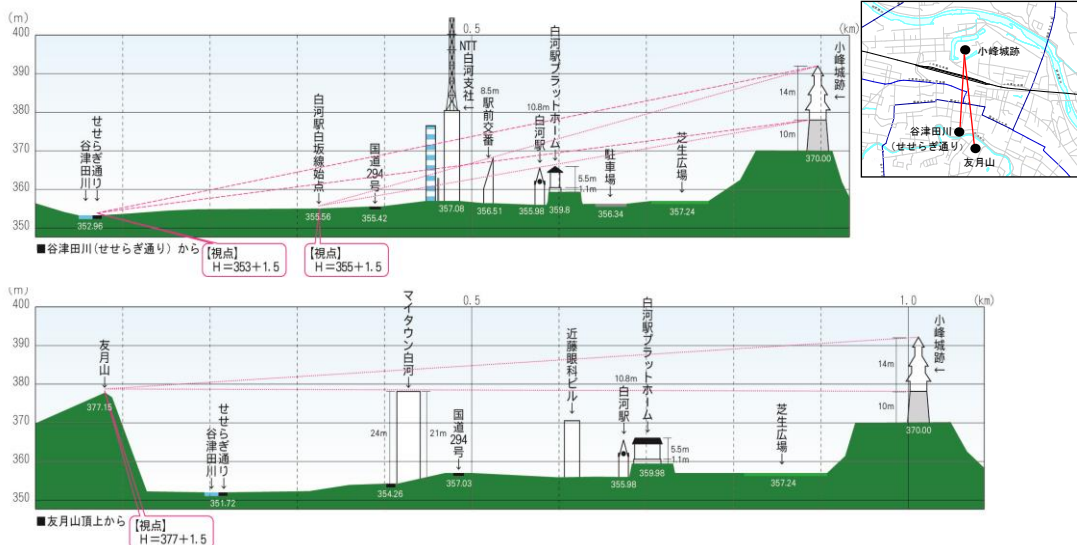 (m)
400
390
380
370
360
350
0.5
(km)
谷津田川
せせらぎ通り
352.96
白河駅白坂線始点
355.56
国道294号
355.42
NTT白河支社
357.08
8.5m
駅前交番
356.51
10.8m
白河駅
355.98
白河駅プラットホーム
5.5m
1.1m
359.8
駐車場
356.34
芝生広場
357.24
小峰城跡
14m
10m
370.00
■谷津田川(せせらぎ通り) から
【視点】
H=353+1.5
【視点】
H=355+1.5
小峰城跡
谷津田川
(せせらぎ通り)
友月山
(m)
400
390
380
370
360
350
0.5
1.0
(km)
友月山
377.15
谷津田川
せせらぎ通り
351.72
マイタウン白河
24m
21m
354.26
国道294号
357.03
近藤眼科ビル
10.8m
白河駅
355.98
白河駅プラットホーム
5.5m
1.1m
359.98
芝生広場
357.24
小峰城跡
14m
10m
370.00
■友月山頂上から
【視点】
H=377+1.5